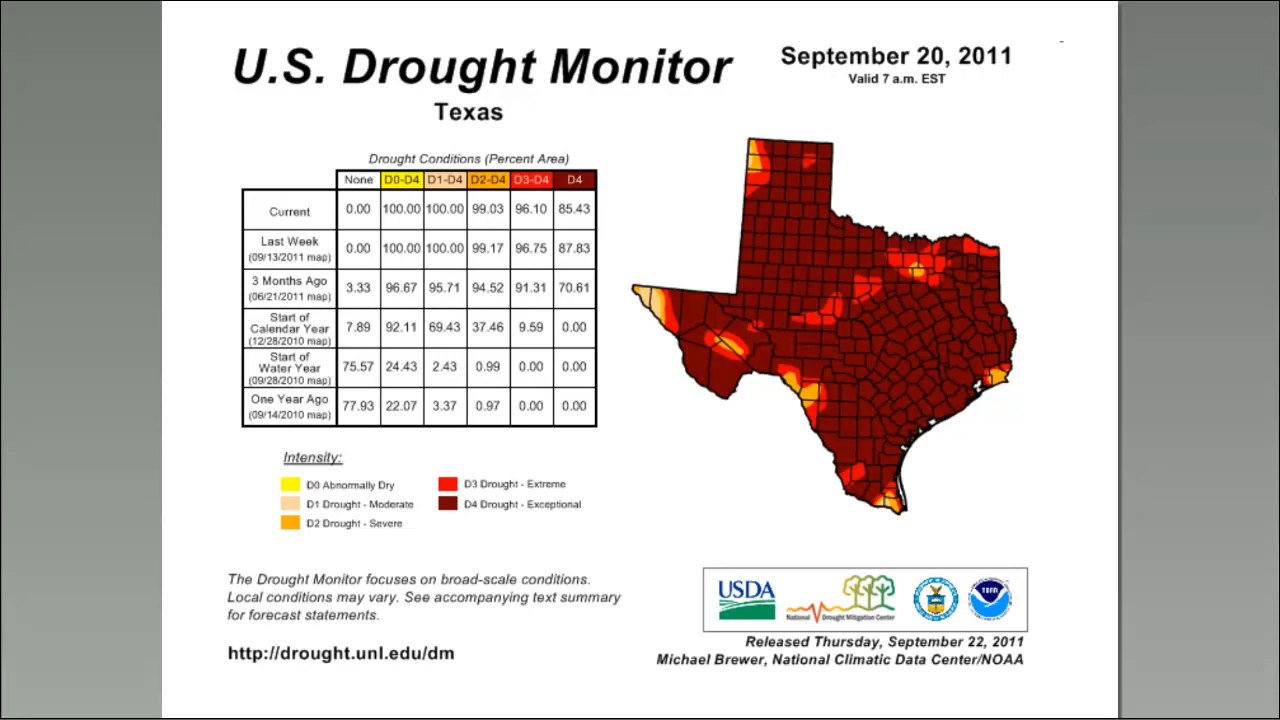 U.S. Drought Monitor
Texas
September 20, 2011
Valid 7 a.m. EST
Drought Conditions (Percent Area)
None D0-D4 D1-D4 D2-D4 D3-D4 D4
Current 0.00 100.00 100.00 99.03 96.10 85.43
Last Week (09/13/2011 map) 0.00 100.00 100.00 99.17 96.75 87.83
3 Months Ago (06/21/2011 map) 3.33 96.67 95.71 94.52 91.31 70.61
Start of Calendar Year (12/28/2010 map) 7.89 92.11 69.43 37.46 9.59 0.00
Start of Water Year (09/28/2010 map) 75.57 24.43 2.43 0.99 0.00 0.00
One Year Ago (09/14/2010 map) 77.93 22.07 3.37 0.97 0.00 0.00
Intensity:
D0 Abnormally Dry
D1 Drought - Moderate
D2 Drought - Severe
D3 Drought - Extreme
D4 Drought - Exceptional
The Drought Monitor focuses on broad-scale conditions.
Local conditions may vary. See accompanying text summary
for forecast statements.
http://drought.unl.edu/dm
USDA
National Drought Mitigation Center
Released Thursday, September 22, 2011
Michael Brewer, National Climatic Data Center/NOAA